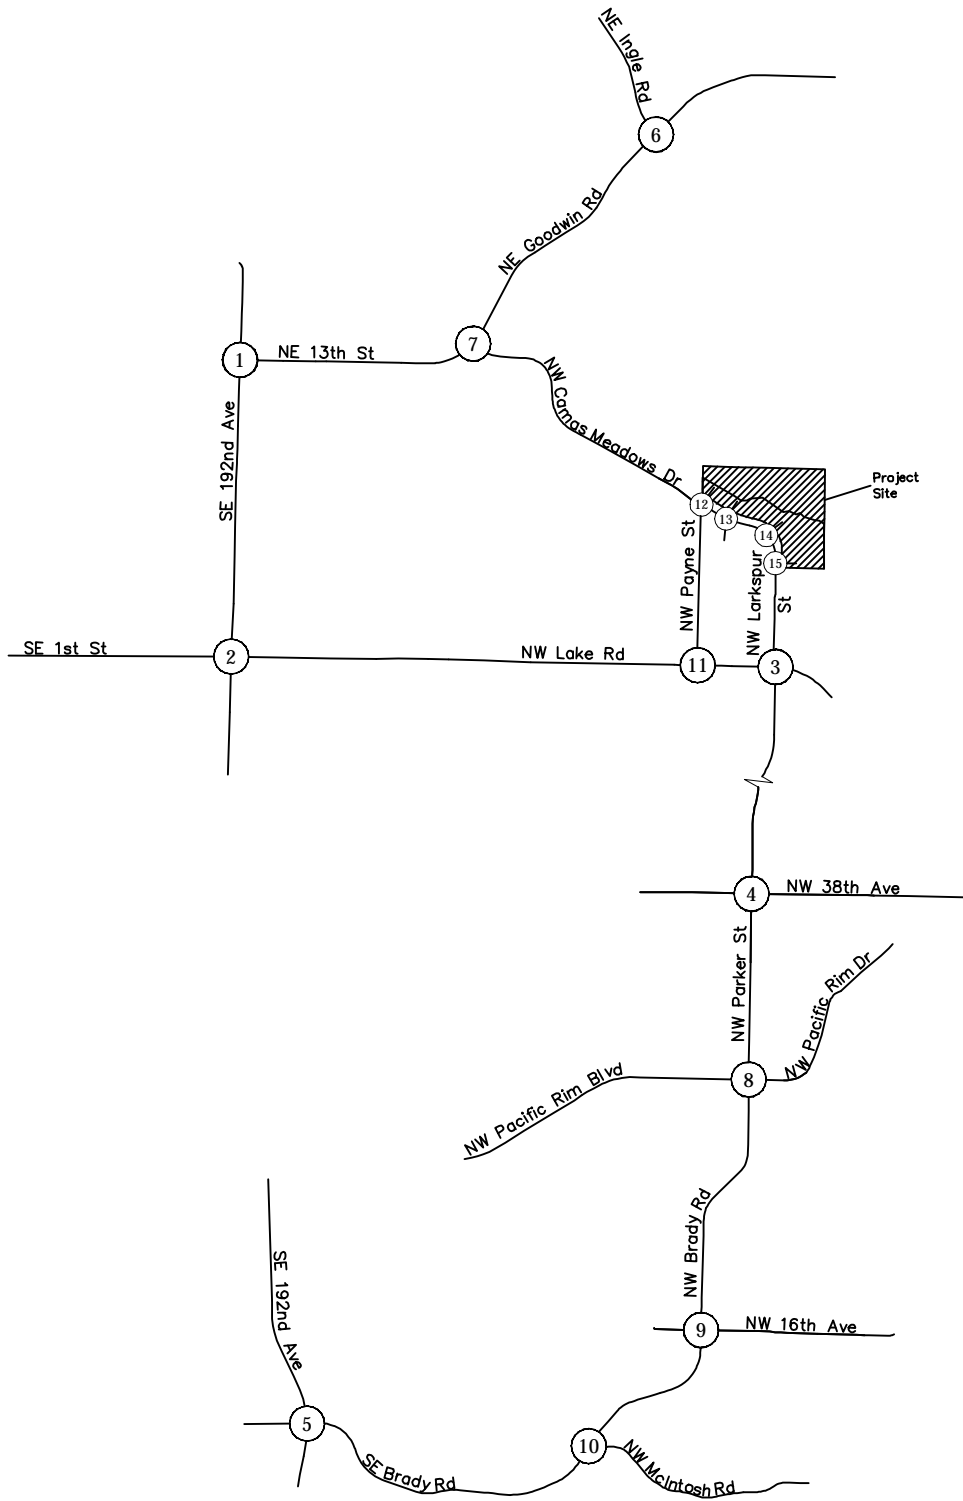 NE Ingle Rd
6
NE Goodwin Rd
7
1
NE 13th St
NW Camas Meadows Dr
SE 192nd Ave
Project
Site
12
13
14
15
NW Payne St
NW Larkspur
St
SE 1st St
2
NW Lake Rd
11
3
4
NW 38th Ave
NW Parker St
NW Pacific Rim Dr
8
NW Pacific Rim Blvd
NW Brady Rd
9
NW 16th Ave
SE 192nd Ave
5
SE Brady Rd
10
NW McIntosh Rd